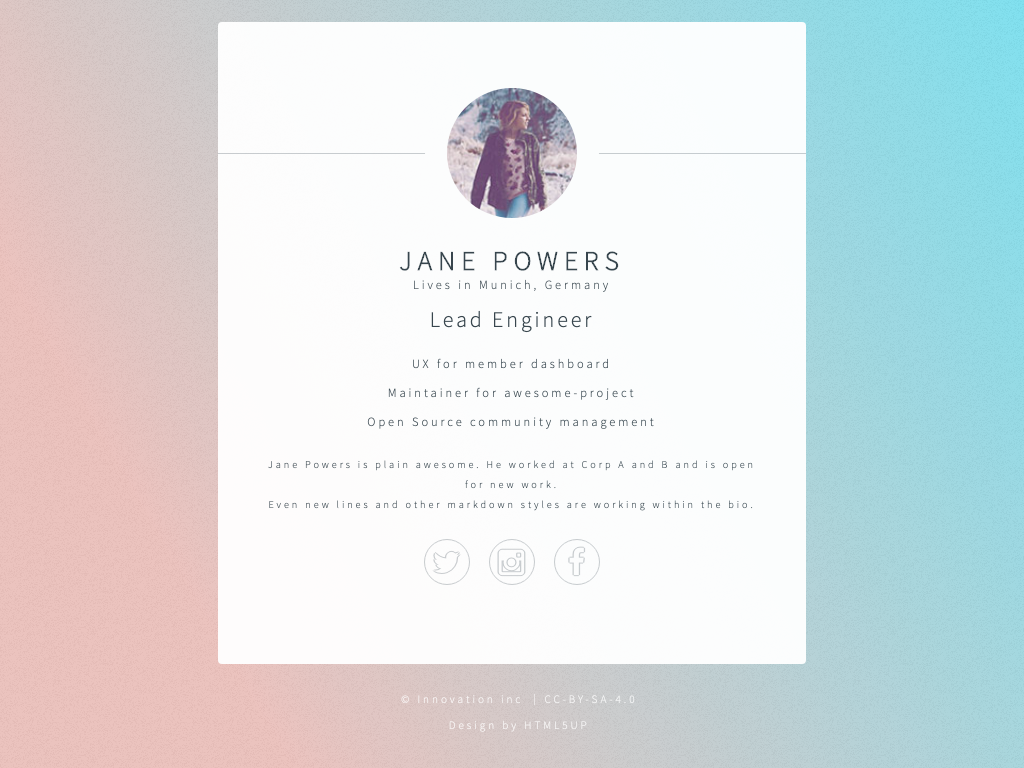 JANE POWERS
Lives in Munich, Germany
Lead Engineer
UX for member dashboard
Maintainer for awesome-project
Open Source community management
Jane Powers is plain awesome. He worked at Corp A and B and is open
for new work.
Even new lines and other markdown styles are working within the bio.
© Innovation inc | CC-BY-SA-4.0
Design by HTML5UP